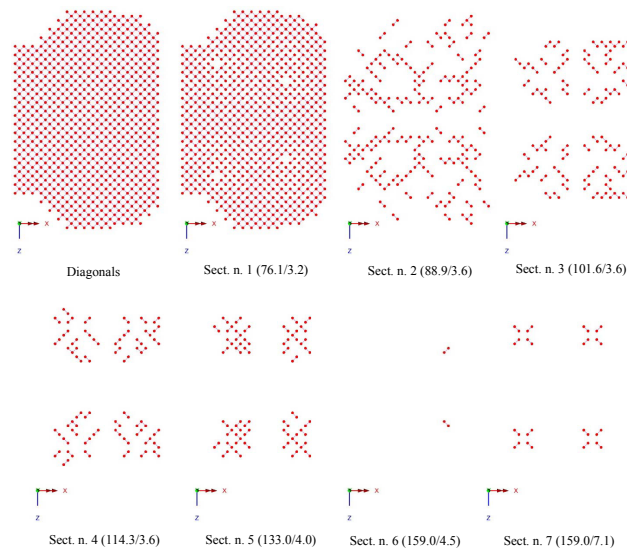 X
Z
Diagonals
X
Z
Sect. n. 1 (76.1/3.2)
X
Z
Sect. n. 2 (88.9/3.6)
X
Z
Sect. n. 3 (101.6/3.6)
X
Z
Sect. n. 4 (114.3/3.6)
X
Z
Sect. n. 5 (133.0/4.0)
X
Z
Sect. n. 6 (159.0/4.5)
X
Z
Sect. n. 7 (159.0/7.1)